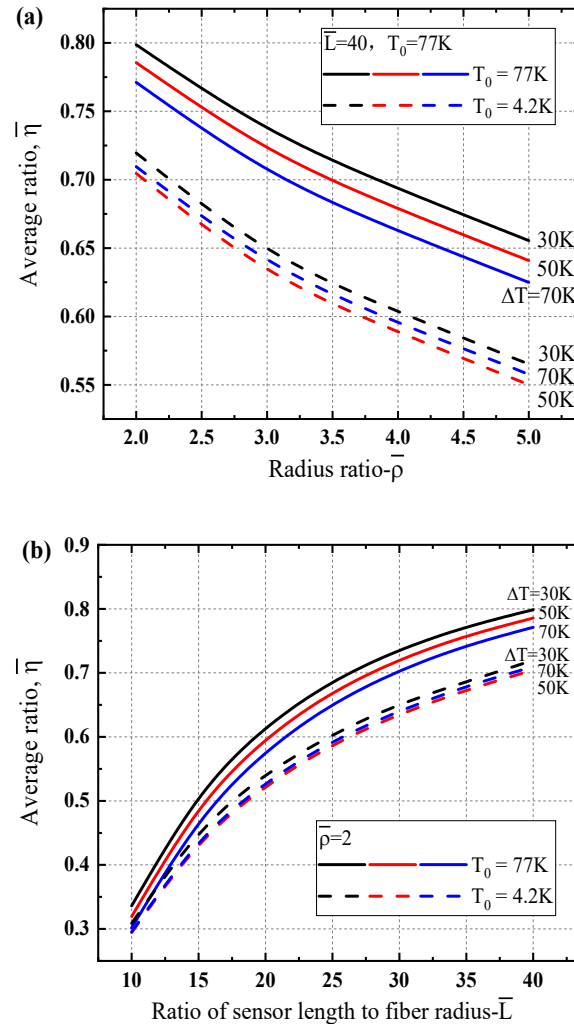 (a)
L̅=40，T₀=77K
T₀ = 77K
T₀ = 4.2K
0.80
0.75
0.70
0.65
0.60
0.55
Average ratio, η̅
30K
50K
ΔT=70K
30K
70K
50K
2.0 2.5 3.0 3.5 4.0 4.5 5.0
Radius ratio-ρ̅
(b)
0.9
0.8
0.7
0.6
0.5
0.4
0.3
Average ratio, η̅
ΔT=30K
50K
70K
ΔT=30K
70K
50K
ρ̅=2
T₀ = 77K
T₀ = 4.2K
10 15 20 25 30 35 40
Ratio of sensor length to fiber radius-L̅